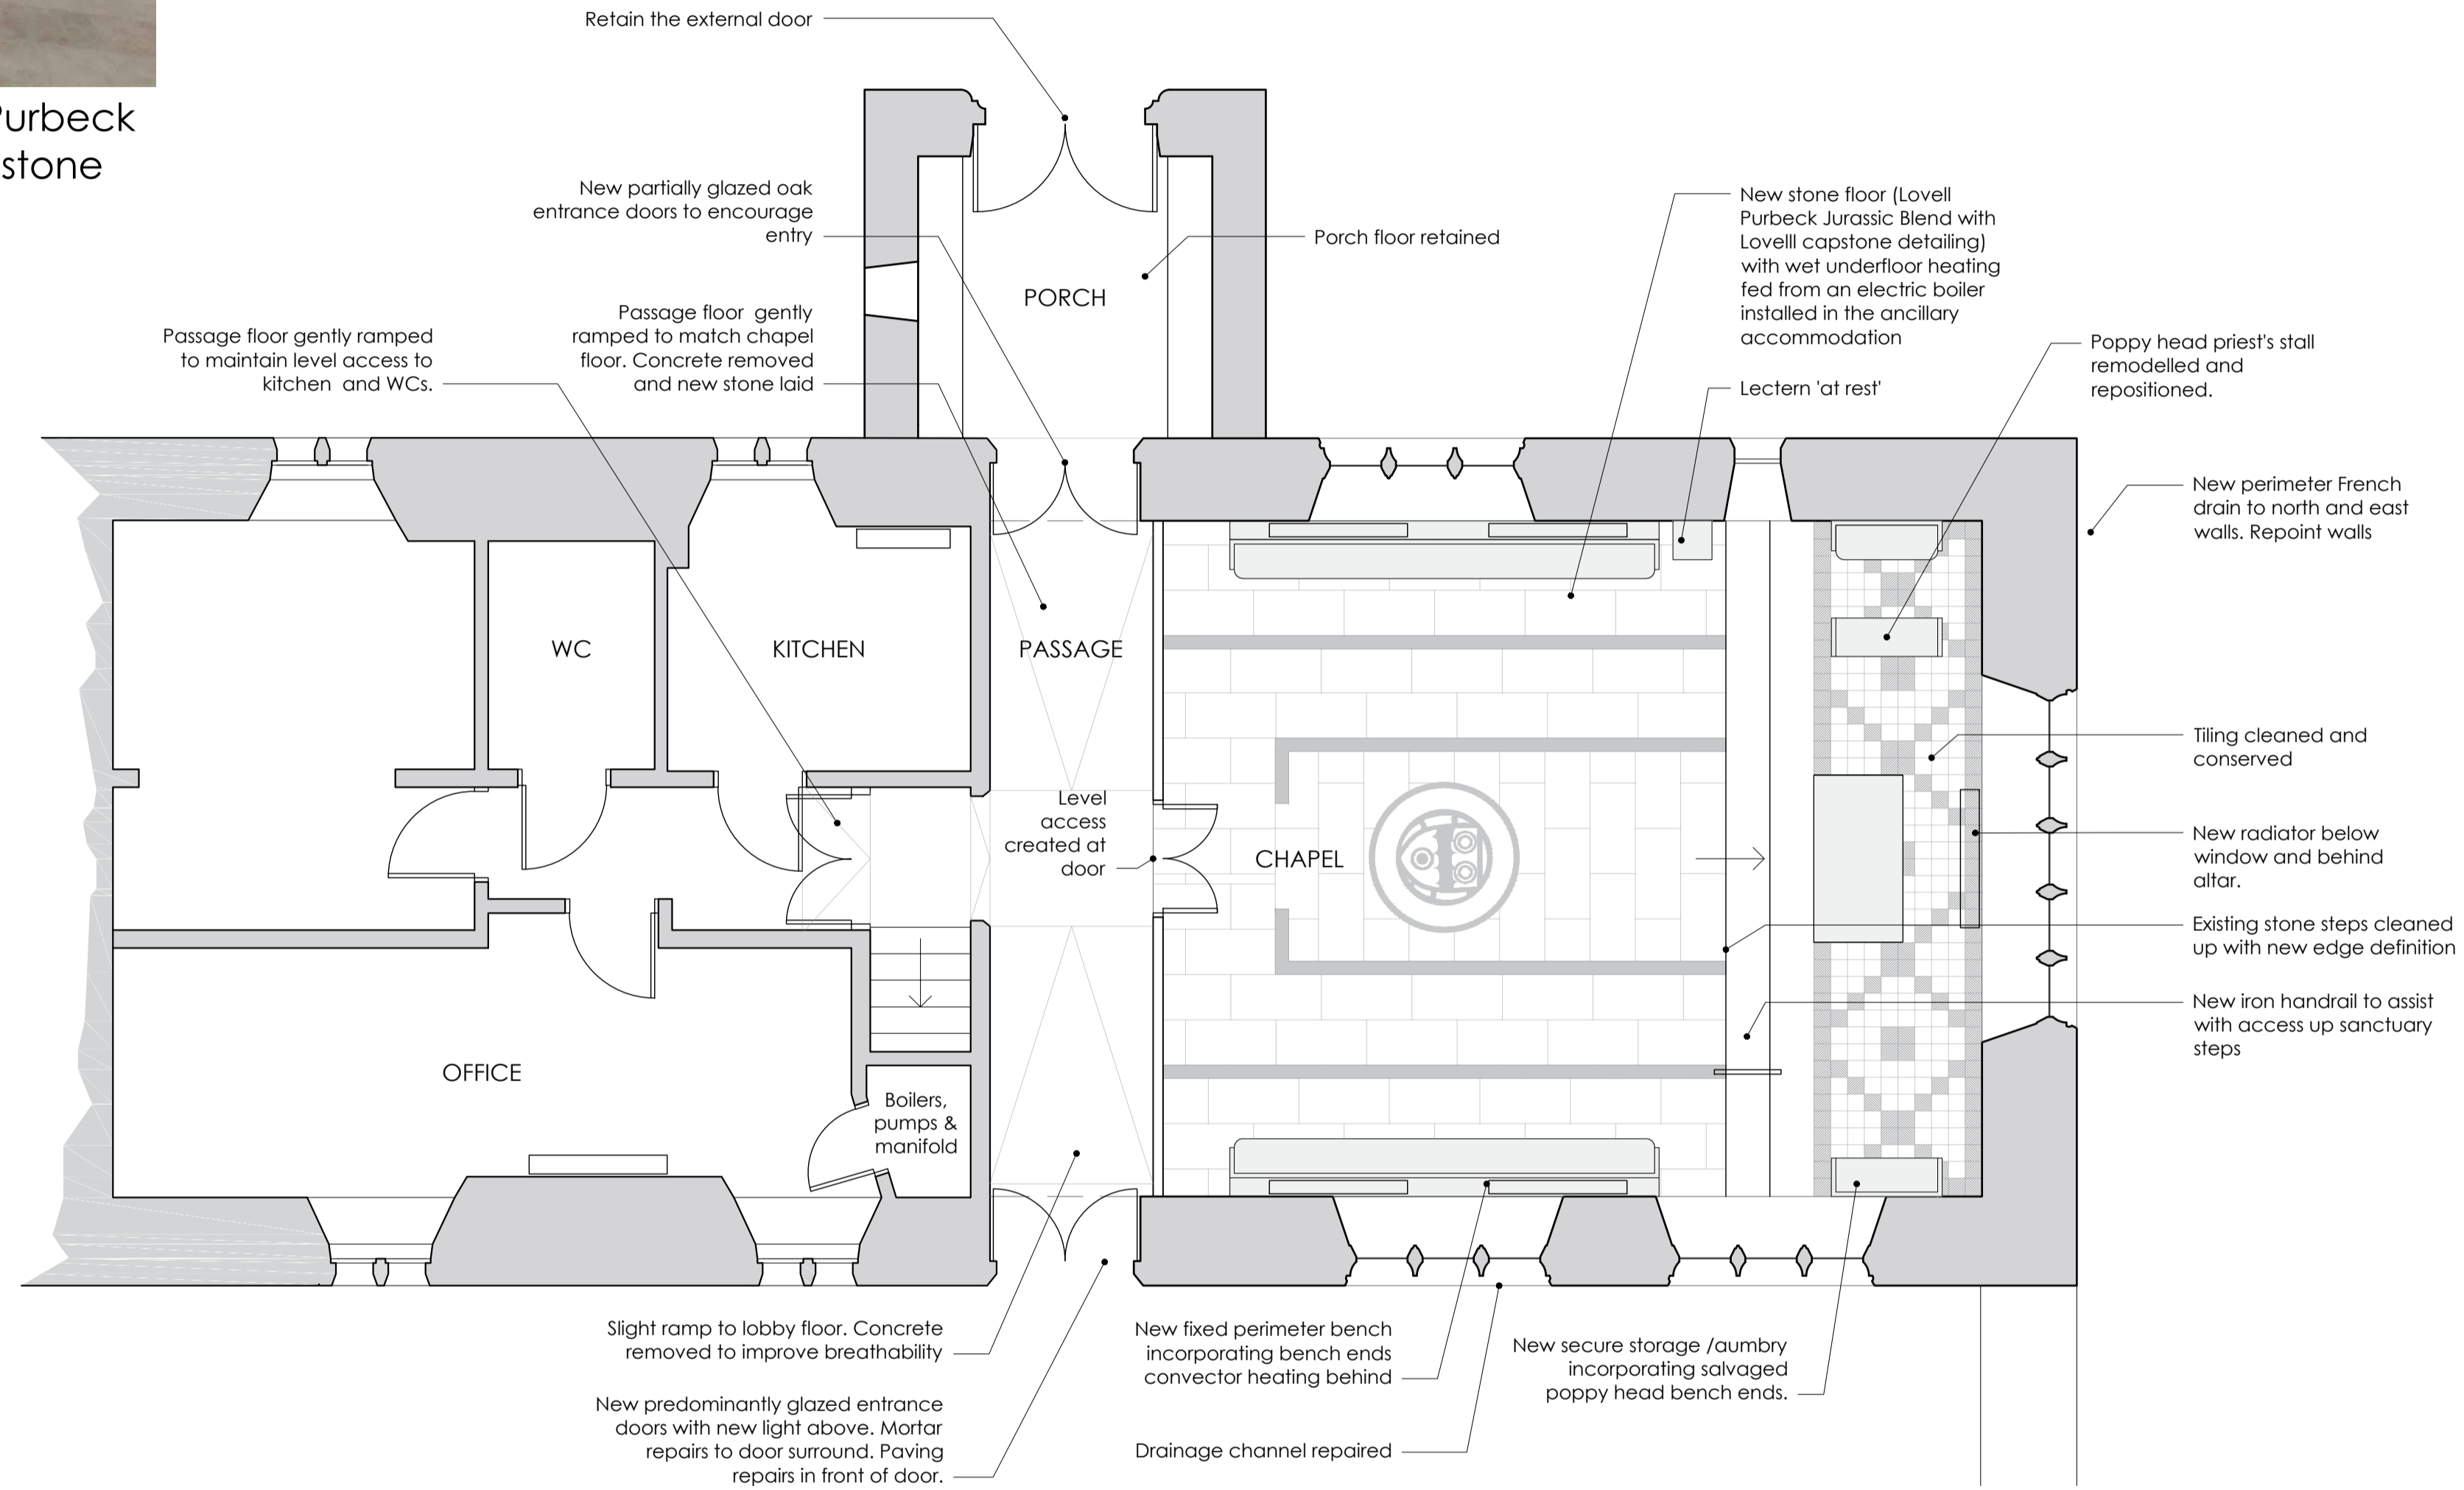 Purbeck
stone
Retain the external door
New partially glazed oak
entrance doors to encourage
entry
Passage floor gently
ramped to match chapel
floor. Concrete removed
and new stone laid
Passage floor gently ramped
to maintain level access to
kitchen and WCs.
PORCH
Porch floor retained
New stone floor (Lovell
Purbeck Jurassic Blend with
Lovelll capstone detailing)
with wet underfloor heating
fed from an electric boiler
installed in the ancillary
accommodation
Lectern 'at rest'
Poppy head priest's stall
remodelled and
repositioned.
New perimeter French
drain to north and east
walls. Repoint walls
WC
KITCHEN
PASSAGE
Level
access
created at
door
CHAPEL
Tiling cleaned and
conserved
New radiator below
window and behind
altar.
Existing stone steps cleaned
up with new edge definition
New iron handrail to assist
with access up sanctuary
steps
OFFICE
Boilers,
pumps &
manifold
Slight ramp to lobby floor. Concrete
removed to improve breathability
New predominantly glazed entrance
doors with new light above. Mortar
repairs to door surround. Paving
repairs in front of door.
New fixed perimeter bench
incorporating bench ends
convector heating behind
Drainage channel repaired
New secure storage /aumbry
incorporating salvaged
poppy head bench ends.